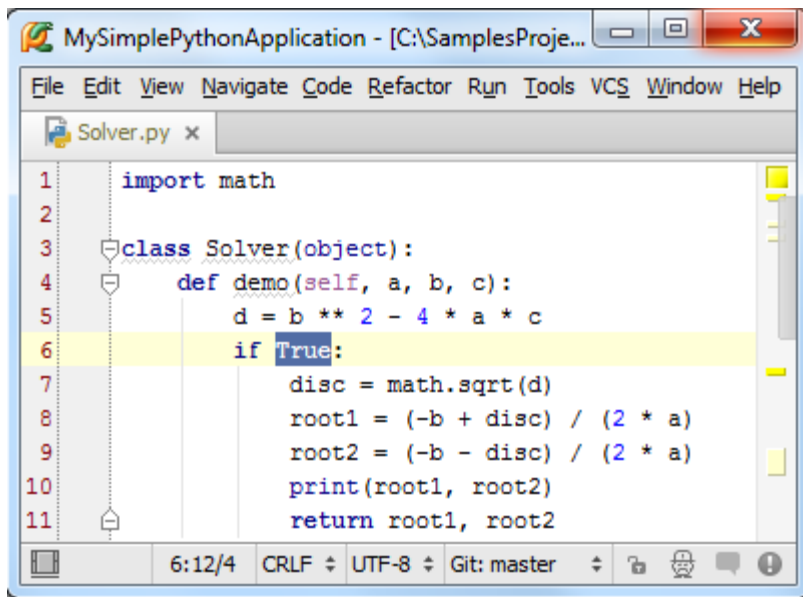 MySimplePythonApplication - [C:\SamplesProje...
File Edit View Navigate Code Refactor Run Tools VCS Window Help
Solver.py
1 import math
2
3 class Solver(object):
4 def demo(self, a, b, c):
5 d = b ** 2 - 4 * a * c
6 if True:
7 disc = math.sqrt(d)
8 root1 = (-b + disc) / (2 * a)
9 root2 = (-b - disc) / (2 * a)
10 print(root1, root2)
11 return root1, root2
6:12/4 CRLF UTF-8 Git: master